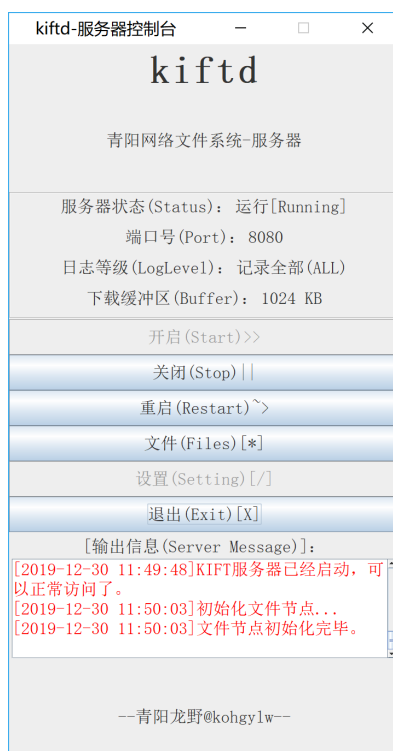 kiftd-服务器控制台
kiftd
青阳网络文件系统-服务器
服务器状态(Status): 运行[Running]
端口号(Port): 8080
日志等级(LogLevel): 记录全部(ALL)
下载缓冲区(Buffer): 1024 KB
开启(Start)>>
关闭(Stop)||
重启(Restart)~>
文件(Files)[*]
设置(Setting)[/]
退出(Exit)[X]
[输出信息(Server Message)]:
[2019-12-30 11:49:48]KIFT服务器已经启动，可
以正常访问了。
[2019-12-30 11:50:03]初始化文件节点...
[2019-12-30 11:50:03]文件节点初始化完毕。
--青阳龙野@kohgylw--